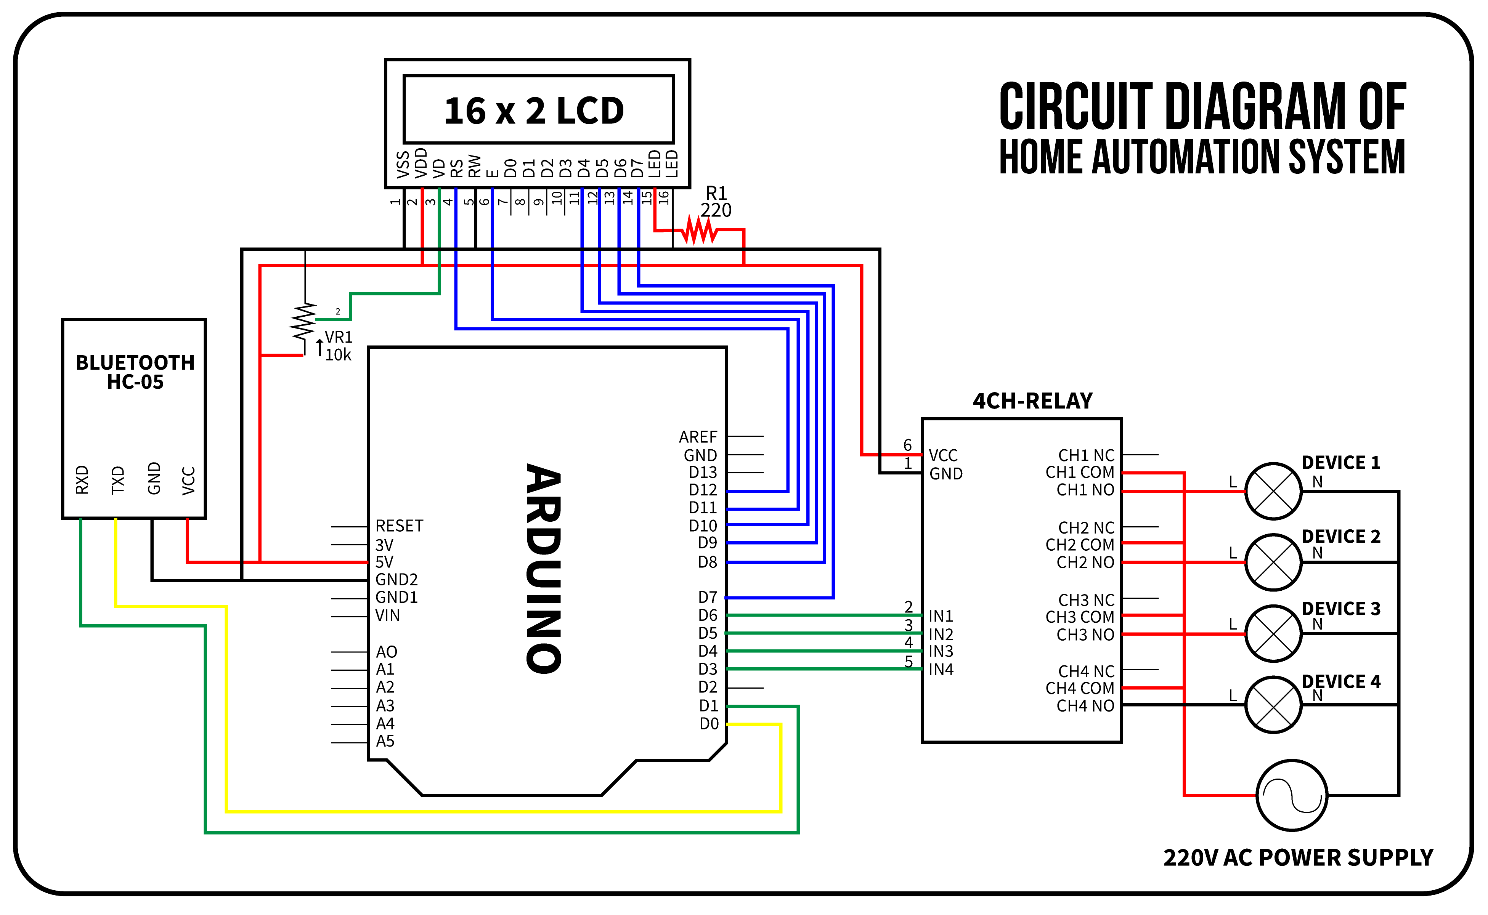 CIRCUIT DIAGRAM OF
HOME AUTOMATION SYSTEM
16 x 2 LCD
VSS
VDD
VD
RS
RW
E
D0
D1
D2
D3
D4
D5
D6
D7
LED
LED
1
2
3
4
5
6
7
8
9
10
11
12
13
14
15
16
R1
220
2
VR1
10k
BLUETOOTH
HC-05
RXD
TXD
GND
VCC
ARDUINO
RESET
3V
5V
GND2
GND1
VIN
AO
A1
A2
A3
A4
A5
AREF
GND
D13
D12
D11
D10
D9
D8
D7
D6
D5
D4
D3
D2
D1
D0
4CH-RELAY
6 VCC
1 GND
2 IN1
3 IN2
4 IN3
5 IN4
CH1 NC
CH1 COM
CH1 NO
CH2 NC
CH2 COM
CH2 NO
CH3 NC
CH3 COM
CH3 NO
CH4 NC
CH4 COM
CH4 NO
DEVICE 1
L N
DEVICE 2
L N
DEVICE 3
L N
DEVICE 4
L N
220V AC POWER SUPPLY